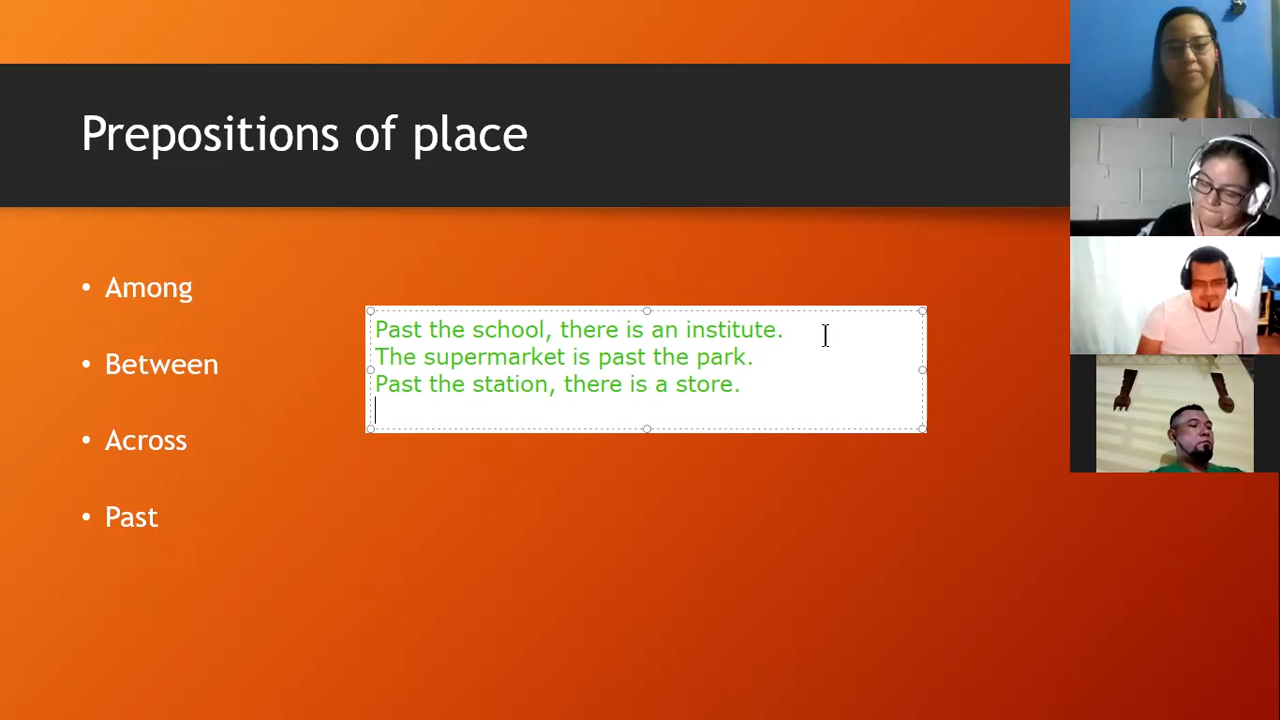 Prepositions of place
• Among
• Between
• Across
• Past
Past the school, there is an institute.
The supermarket is past the park.
Past the station, there is a store.